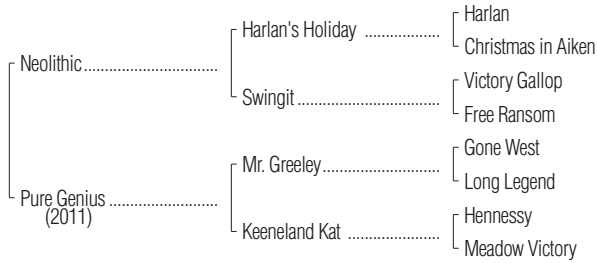 Harlan
Harlan's Holiday ..................
Christmas in Aiken
Neolithic................................
Victory Gallop
Swingit ..................................
Free Ransom
Gone West
Mr. Greeley............................
Long Legend
Pure Genius ..........................
(2011)
Hennessy
Keeneland Kat ......................
Meadow Victory